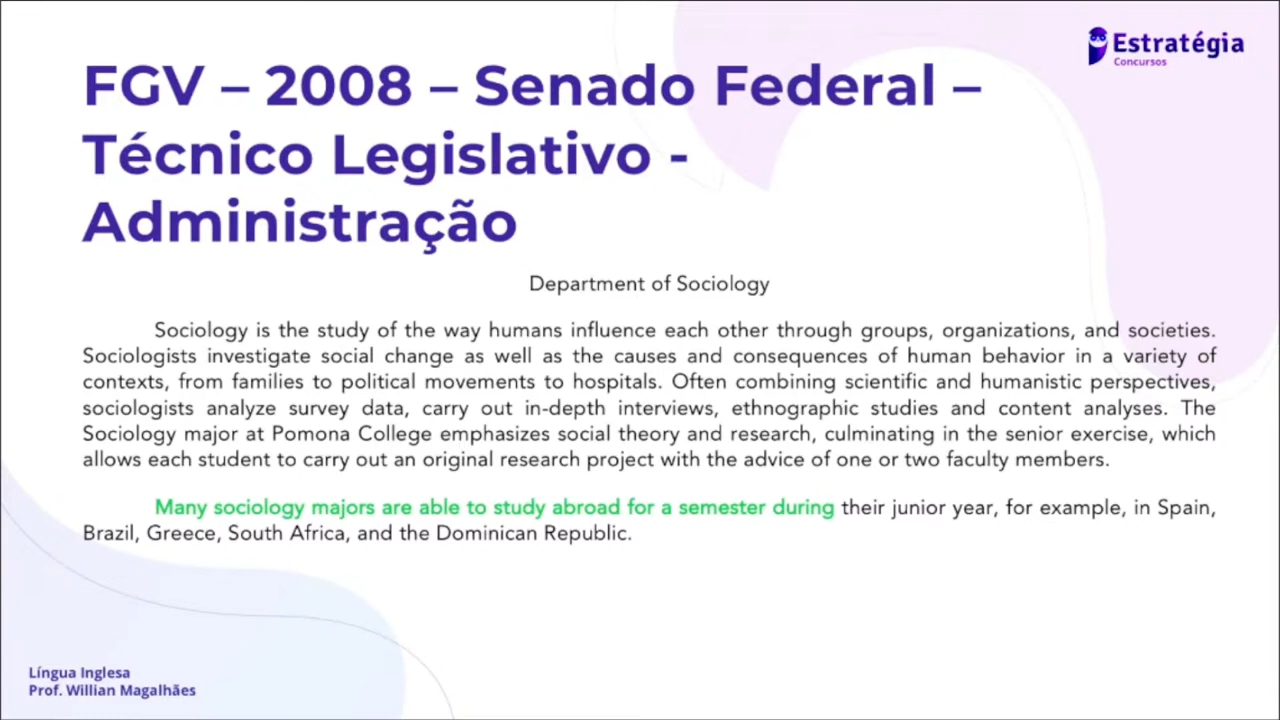 Estratégia
Concursos
FGV – 2008 – Senado Federal –
Técnico Legislativo -
Administração
Department of Sociology
Sociology is the study of the way humans influence each other through groups, organizations, and societies.
Sociologists investigate social change as well as the causes and consequences of human behavior in a variety of
contexts, from families to political movements to hospitals. Often combining scientific and humanistic perspectives,
sociologists analyze survey data, carry out in-depth interviews, ethnographic studies and content analyses. The
Sociology major at Pomona College emphasizes social theory and research, culminating in the senior exercise, which
allows each student to carry out an original research project with the advice of one or two faculty members.
Many sociology majors are able to study abroad for a semester during their junior year, for example, in Spain,
Brazil, Greece, South Africa, and the Dominican Republic.
Língua Inglesa
Prof. Willian Magalhães